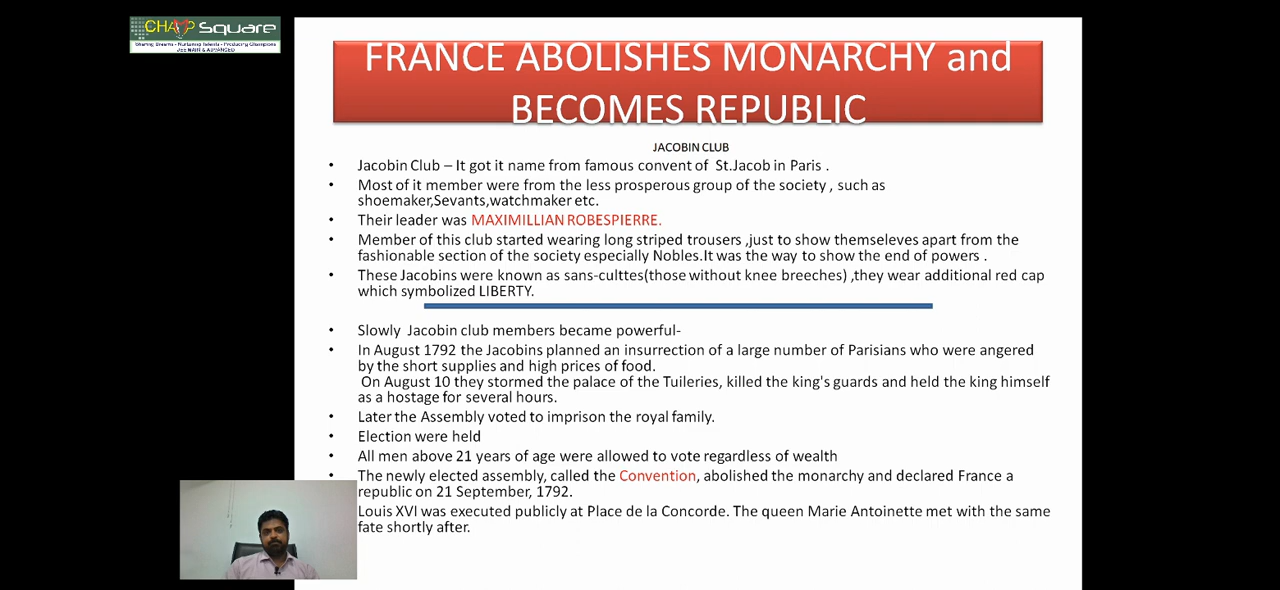 CHAMP Square
Sharing Dreams - Nurturing Talents - Producing Champions
JEE MAIN & ADVANCED
FRANCE ABOLISHES MONARCHY and
BECOMES REPUBLIC
JACOBIN CLUB
• Jacobin Club – It got it name from famous convent of St.Jacob in Paris .
• Most of it member were from the less prosperous group of the society , such as
shoemaker,Sevants,watchmaker etc.
• Their leader was MAXIMILLIAN ROBESPIERRE.
• Member of this club started wearing long striped trousers ,just to show themseleves apart from the
fashionable section of the society especially Nobles.It was the way to show the end of powers .
• These Jacobins were known as sans-culttes(those without knee breeches) ,they wear additional red cap
which symbolized LIBERTY.
• Slowly Jacobin club members became powerful-
• In August 1792 the Jacobins planned an insurrection of a large number of Parisians who were angered
by the short supplies and high prices of food.
On August 10 they stormed the palace of the Tuileries, killed the king's guards and held the king himself
as a hostage for several hours.
• Later the Assembly voted to imprison the royal family.
• Election were held
• All men above 21 years of age were allowed to vote regardless of wealth
• The newly elected assembly, called the Convention, abolished the monarchy and declared France a
republic on 21 September, 1792.
Louis XVI was executed publicly at Place de la Concorde. The queen Marie Antoinette met with the same
fate shortly after.